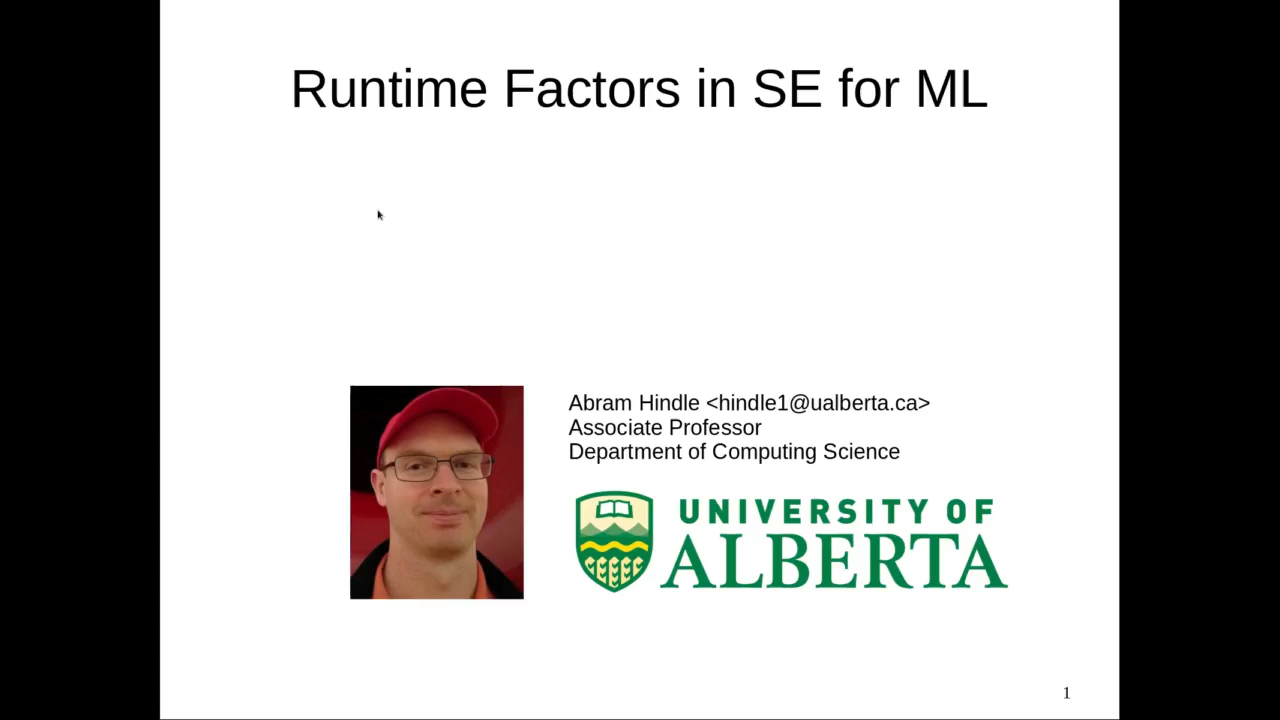 Runtime Factors in SE for ML
Abram Hindle <hindle1@ualberta.ca>
Associate Professor
Department of Computing Science
UNIVERSITY OF
ALBERTA
1